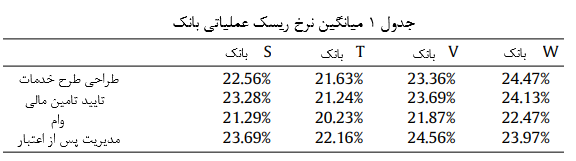 جدول ۱ میانگین نرخ ریسک عملیاتی بانک
بانک S بانک T بانک V بانک W
طراحی طرح خدمات 22.56% 21.63% 23.36% 24.47%
تایید تامین مالی 23.28% 21.24% 23.69% 24.13%
وام 21.29% 20.23% 21.87% 22.47%
مدیریت پس از اعتبار 23.69% 22.16% 24.56% 23.97%